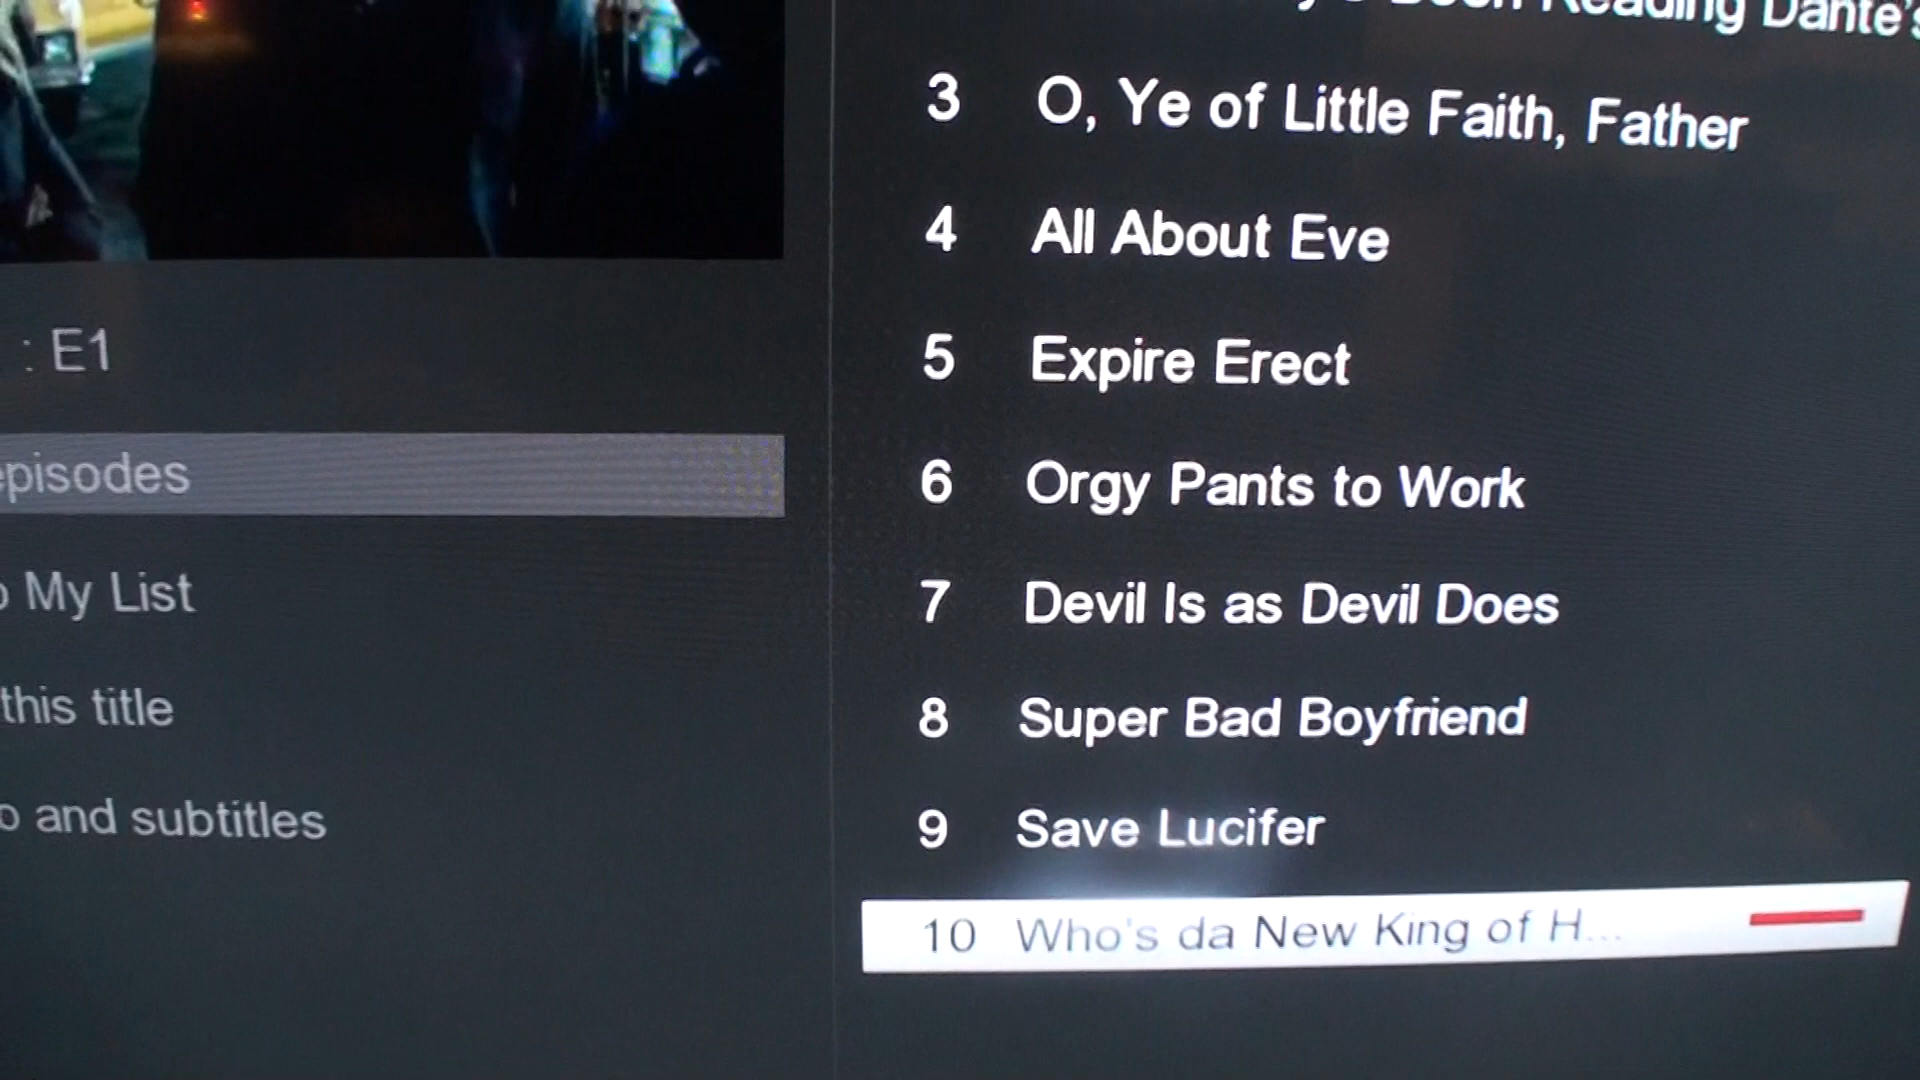 Reading Dante's
3 O, Ye of Little Faith, Father
4 All About Eve
5 Expire Erect
6 Orgy Pants to Work
7 Devil Is as Devil Does
8 Super Bad Boyfriend
9 Save Lucifer
10 Who's da New King of H...
: E1
episodes
o My List
this title
o and subtitles